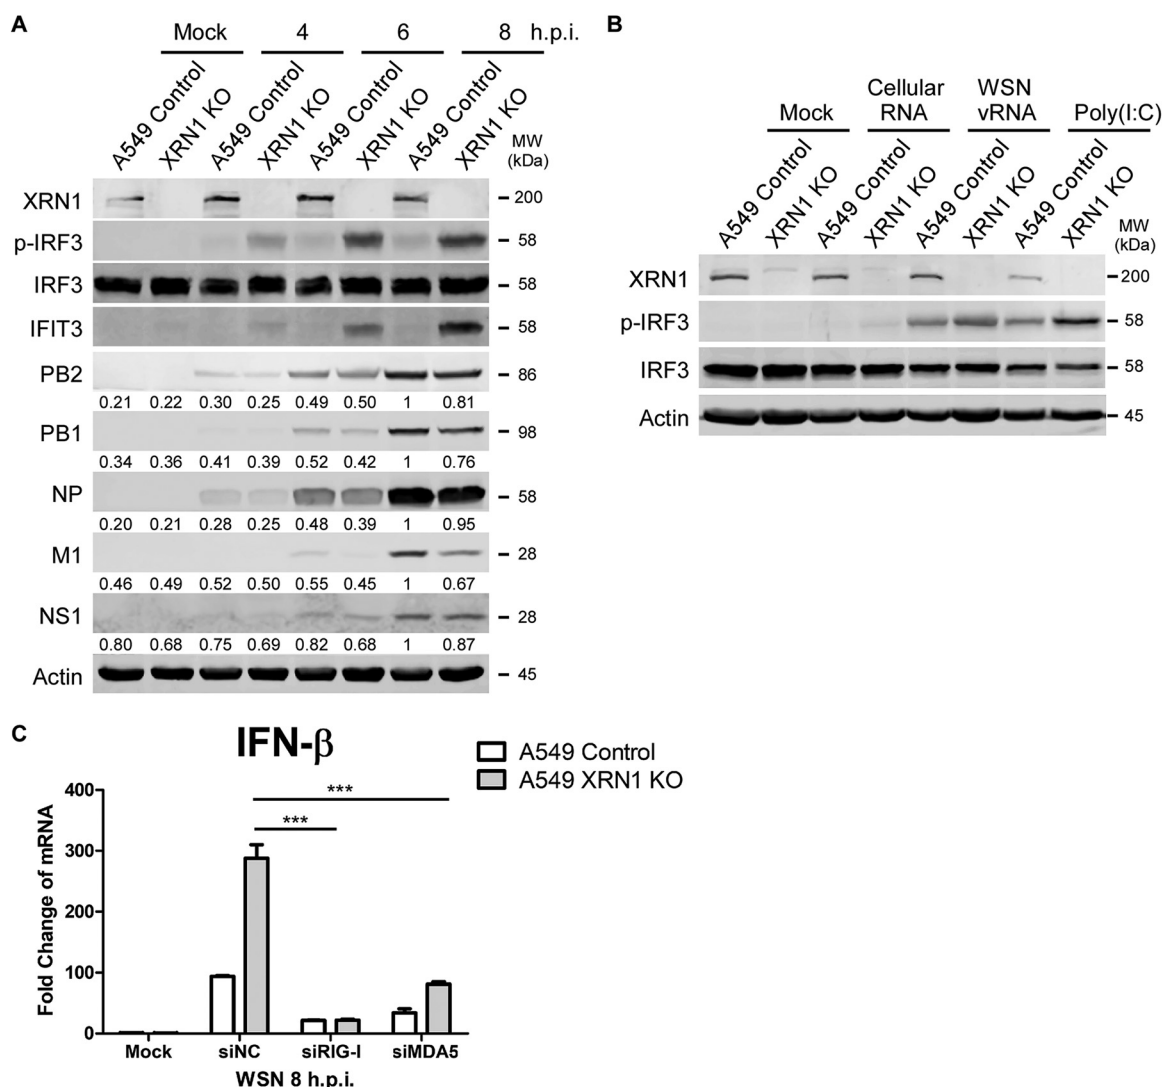 A
Mock 4 6 8 h.p.i.
A549 Control XRN1 KO A549 Control XRN1 KO A549 Control XRN1 KO A549 Control XRN1 KO
MW
(kDa)
XRN1 200
p-IRF3 58
IRF3 58
IFIT3 58
PB2 86
0.21 0.22 0.30 0.25 0.49 0.50 1 0.81
PB1 98
0.34 0.36 0.41 0.39 0.52 0.42 1 0.76
NP 58
0.20 0.21 0.28 0.25 0.48 0.39 1 0.95
M1 28
0.46 0.49 0.52 0.50 0.55 0.45 1 0.67
NS1 28
0.80 0.68 0.75 0.69 0.82 0.68 1 0.87
Actin 45
B
Mock Cellular RNA WSN vRNA Poly(I:C)
A549 Control XRN1 KO A549 Control XRN1 KO A549 Control XRN1 KO A549 Control XRN1 KO
MW
(kDa)
XRN1 200
p-IRF3 58
IRF3 58
Actin 45
C
IFN-β
A549 Control
A549 XRN1 KO
Fold Change of mRNA
400
300
200
100
0
***
***
Mock siNC siRIG-I siMDA5
WSN 8 h.p.i.